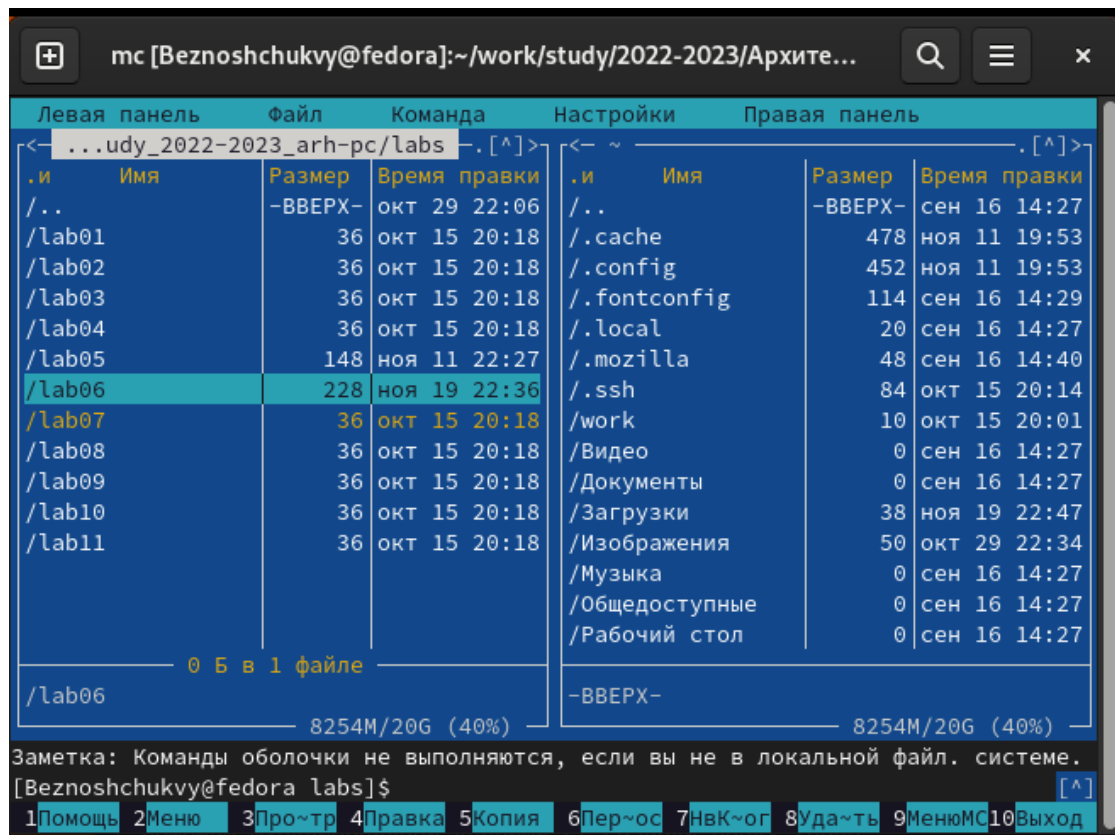 mc [Beznoshchukvy@fedora]:~/work/study/2022-2023/Архите...
Левая панель Файл Команда Настройки Правая панель
<— ...udy_2022-2023_arh-pc/labs —.[^]>
.и Имя Размер Время правки
/.. -ВВЕРХ- окт 29 22:06
/lab01 36 окт 15 20:18
/lab02 36 окт 15 20:18
/lab03 36 окт 15 20:18
/lab04 36 окт 15 20:18
/lab05 148 ноя 11 22:27
/lab06 228 ноя 19 22:36
/lab07 36 окт 15 20:18
/lab08 36 окт 15 20:18
/lab09 36 окт 15 20:18
/lab10 36 окт 15 20:18
/lab11 36 окт 15 20:18
0 Б в 1 файле
/lab06
8254M/20G (40%)
<— ~ —.[^]>
.и Имя Размер Время правки
/.. -ВВЕРХ- сен 16 14:27
/.cache 478 ноя 11 19:53
/.config 452 ноя 11 19:53
/.fontconfig 114 сен 16 14:29
/.local 20 сен 16 14:27
/.mozilla 48 сен 16 14:40
/.ssh 84 окт 15 20:14
/work 10 окт 15 20:01
/Видео 0 сен 16 14:27
/Документы 0 сен 16 14:27
/Загрузки 38 ноя 19 22:47
/Изображения 50 окт 29 22:34
/Музыка 0 сен 16 14:27
/Общедоступные 0 сен 16 14:27
/Рабочий стол 0 сен 16 14:27
-ВВЕРХ-
8254M/20G (40%)
Заметка: Команды оболочки не выполняются, если вы не в локальной файл. системе.
[Beznoshchukvy@fedora labs]$ [^]
1Помощь 2Меню 3Про~тр 4Правка 5Копия 6Пер~ос 7НвК~ог 8Уда~ть 9МенюМС 10Выход